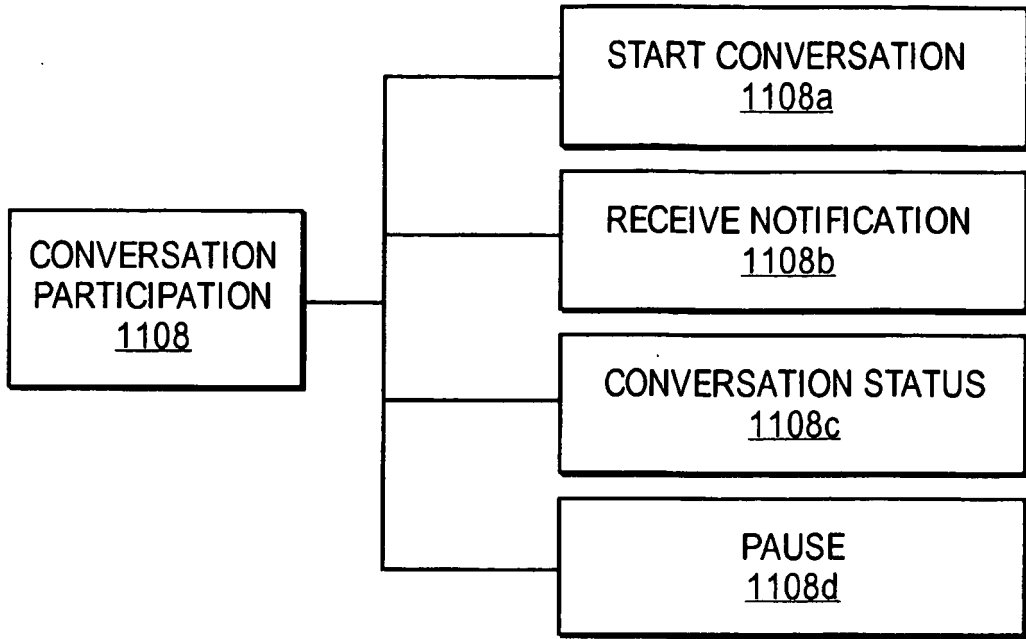 START CONVERSATION
1108a
RECEIVE NOTIFICATION
1108b
CONVERSATION
PARTICIPATION
1108
CONVERSATION STATUS
1108c
PAUSE
1108d